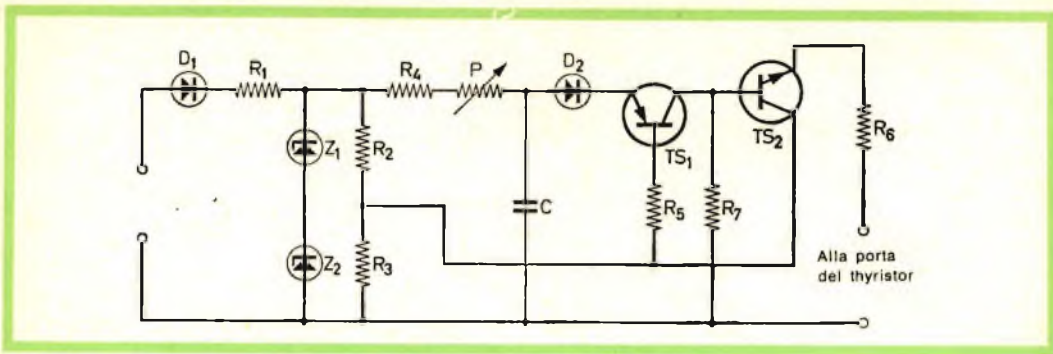 D1
R1
R4
P
D2
TS1
TS2
R6
Z1
R2
C
R5
R7
Z2
R3
Alla porta
del thyristor